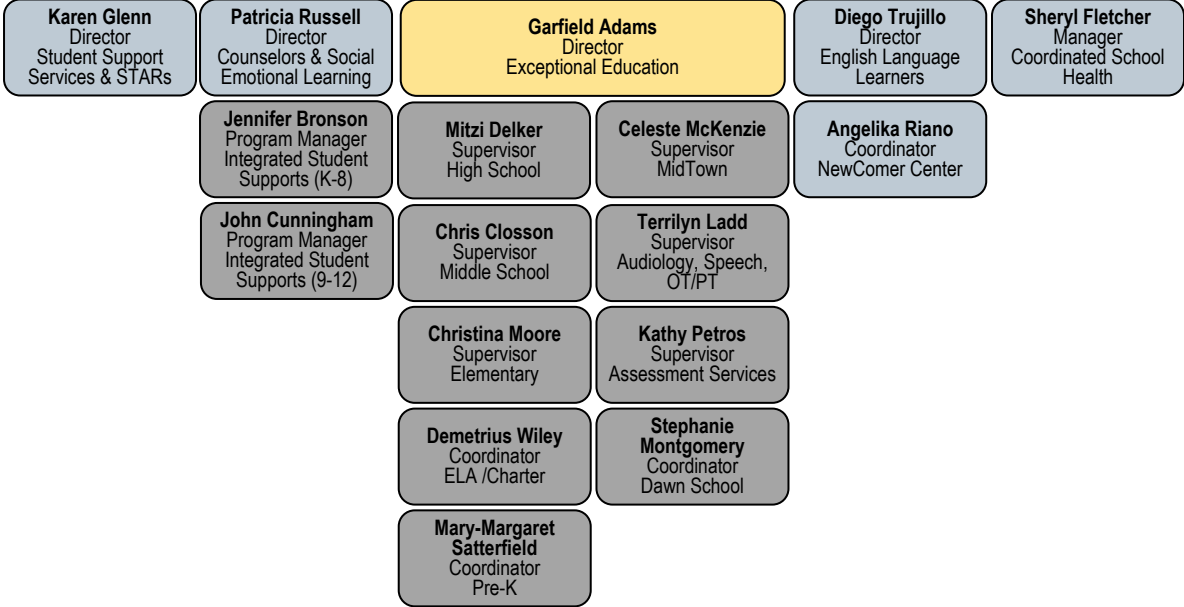 Karen Glenn
Director
Student Support
Services & STARs
Patricia Russell
Director
Counselors & Social
Emotional Learning
Garfield Adams
Director
Exceptional Education
Diego Trujillo
Director
English Language
Learners
Sheryl Fletcher
Manager
Coordinated School
Health
Jennifer Bronson
Program Manager
Integrated Student
Supports (K-8)
Mitzi Delker
Supervisor
High School
Celeste McKenzie
Supervisor
MidTown
Angelika Riano
Coordinator
NewComer Center
John Cunningham
Program Manager
Integrated Student
Supports (9-12)
Chris Closson
Supervisor
Middle School
Terrilyn Ladd
Supervisor
Audiology, Speech,
OT/PT
Christina Moore
Supervisor
Elementary
Kathy Petros
Supervisor
Assessment Services
Demetrius Wiley
Coordinator
ELA /Charter
Stephanie
Montgomery
Coordinator
Dawn School
Mary-Margaret
Satterfield
Coordinator
Pre-K